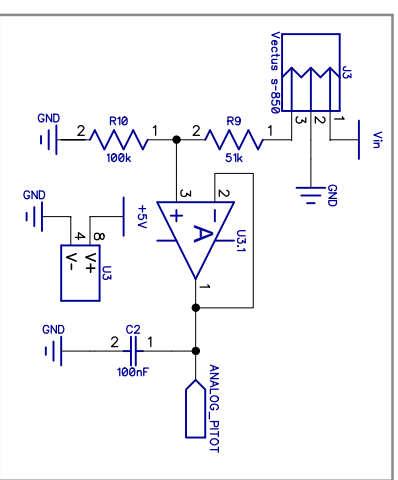 Vectus s-850
J3
3
2
1
Vin
GND
GND
2
R10
1
100k
2
R9
1
51k
3
2
+
-
A
U3.1
1
GND
+5V
4
8
V-
V+
U3
GND
2
C2
1
100nF
ANALOG_PITOT